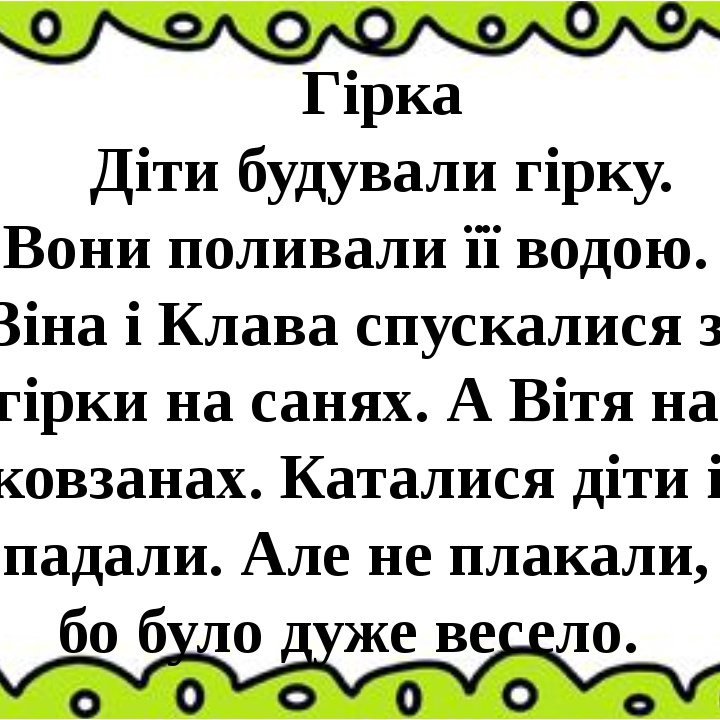 Гірка
Діти будували гірку.
Вони поливали її водою.
Зіна і Клава спускалися з
гірки на санях. А Вітя на
ковзанах. Каталися діти і
падали. Але не плакали,
бо було дуже весело.